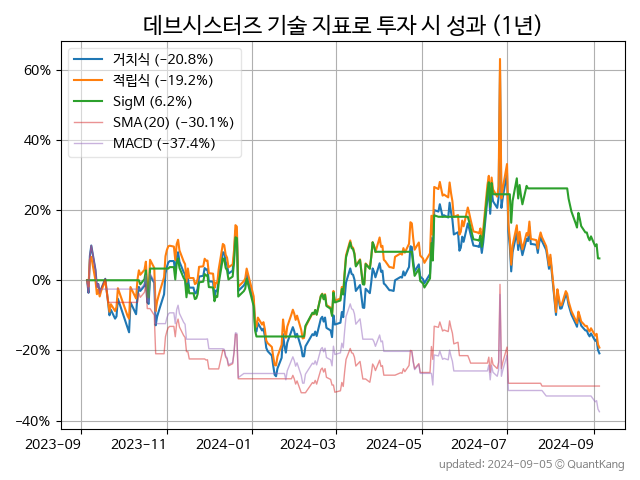 데브시스터즈 기술 지표로 투자 시 성과 (1년)
거치식 (−20.8%)
적립식 (−19.2%)
SigM (6.2%)
SMA(20) (−30.1%)
MACD (−37.4%)
60%
40%
20%
0%
−20%
−40%
2023−09 2023−11 2024−01 2024−03 2024−05 2024−07 2024−09
updated: 2024−09−05 © QuantKang